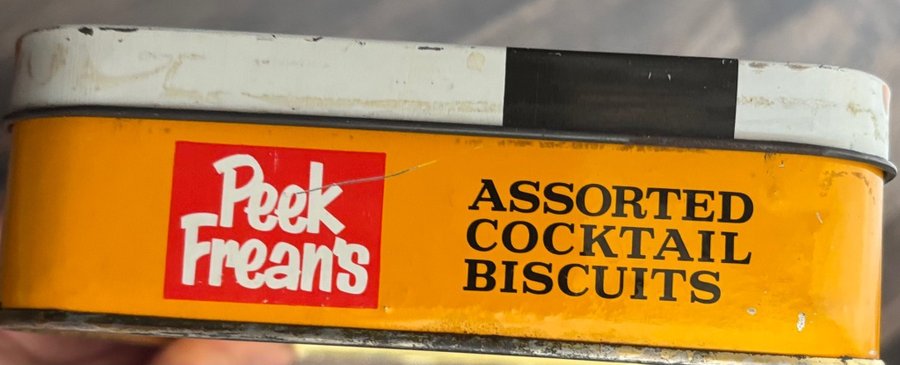 Peek
Frean's
ASSORTED
COCKTAIL
BISCUITS